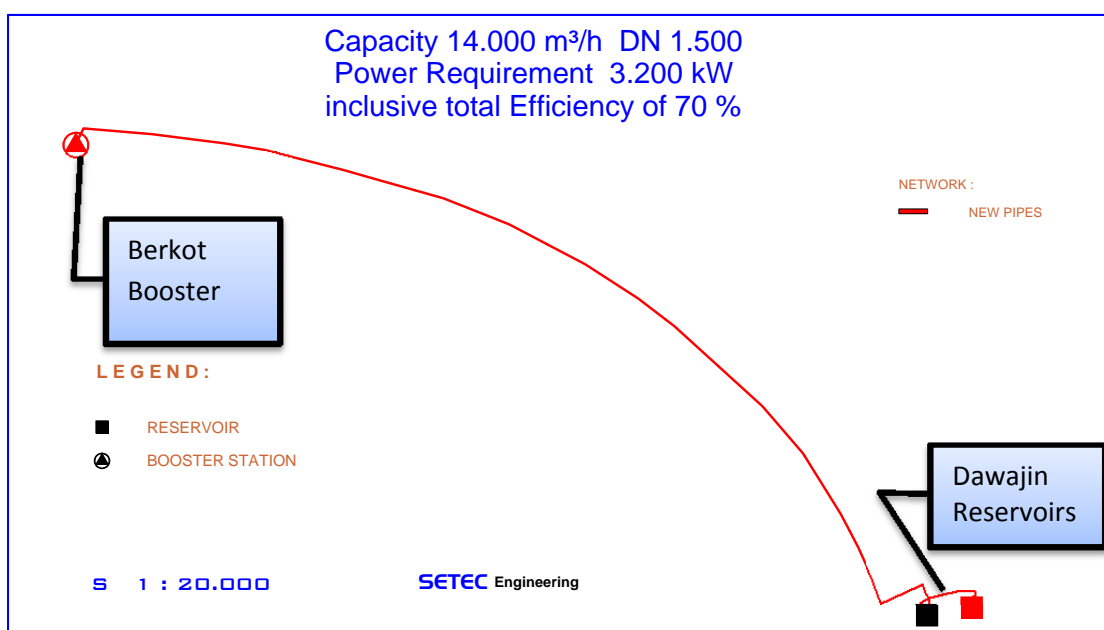 Capacity 14.000 m³/h DN 1.500
Power Requirement 3.200 kW
inclusive total Efficiency of 70 %
NETWORK :
NEW PIPES
Berkot
Booster
LEGEND:
RESERVOIR
BOOSTER STATION
Dawajin
Reservoirs
S 1 : 20.000
SETEC Engineering